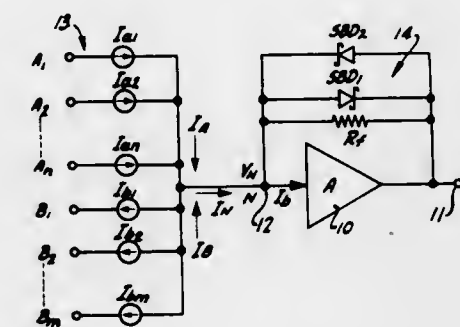 13
Ia1
A1
Ia2
A2
Ian
An
IA
Ib1
B1
IN
Ib2
B2
IB
Ibm
Bm
SBD2
14
SBD1
Rf
VN
N
Ib
A
12
10
11